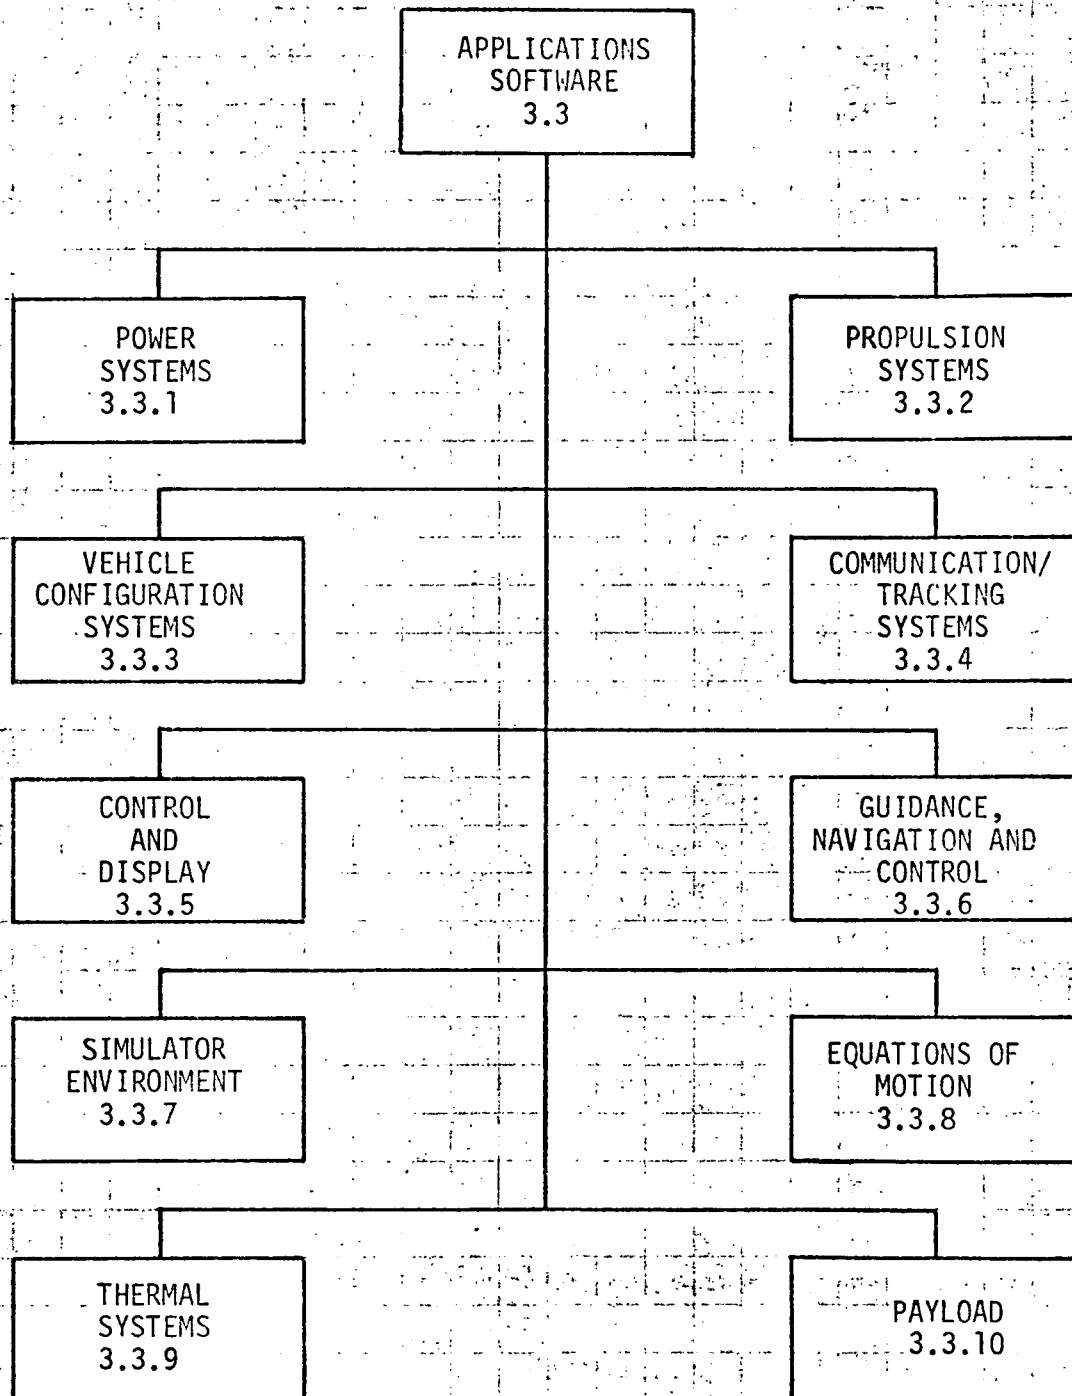 APPLICATIONS
SOFTWARE
3.3
POWER
SYSTEMS
3.3.1
PROPULSION
SYSTEMS
3.3.2
VEHICLE
CONFIGURATION
SYSTEMS
3.3.3
COMMUNICATION/
TRACKING
SYSTEMS
3.3.4
CONTROL
AND
DISPLAY
3.3.5
GUIDANCE,
NAVIGATION AND
CONTROL
3.3.6
SIMULATOR
ENVIRONMENT
3.3.7
EQUATIONS OF
MOTION
3.3.8
THERMAL
SYSTEMS
3.3.9
PAYLOAD
3.3.10